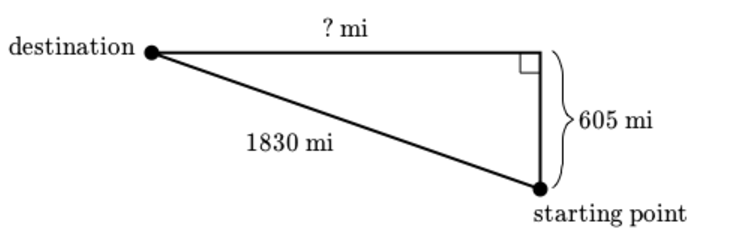 ? mi
destination
605 mi
1830 mi
starting point